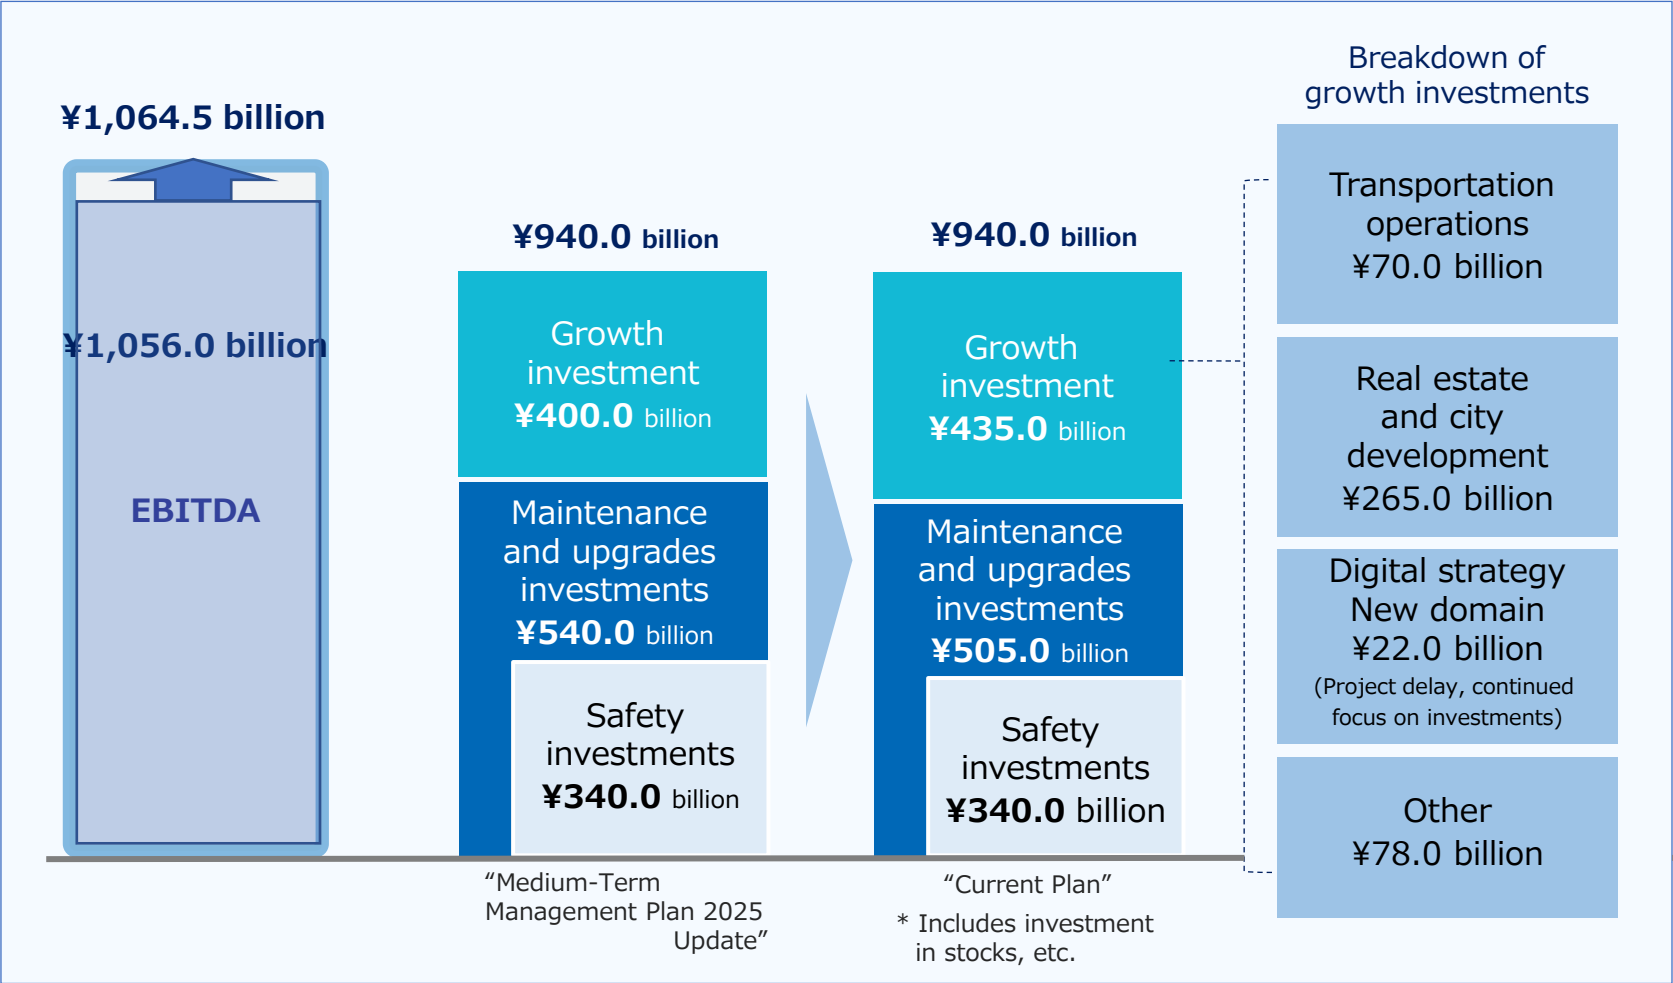 ¥1,064.5 billion
¥1,056.0 billion
EBITDA
¥940.0 billion
Growth
investment
¥400.0 billion
Maintenance
and upgrades
investments
¥540.0 billion
Safety
investments
¥340.0 billion
“Medium-Term
Management Plan 2025
Update”
¥940.0 billion
Growth
investment
¥435.0 billion
Maintenance
and upgrades
investments
¥505.0 billion
Safety
investments
¥340.0 billion
“Current Plan”
* Includes investment
in stocks, etc.
Breakdown of
growth investments
Transportation
operations
¥70.0 billion
Real estate
and city
development
¥265.0 billion
Digital strategy
New domain
¥22.0 billion
(Project delay, continued
focus on investments)
Other
¥78.0 billion